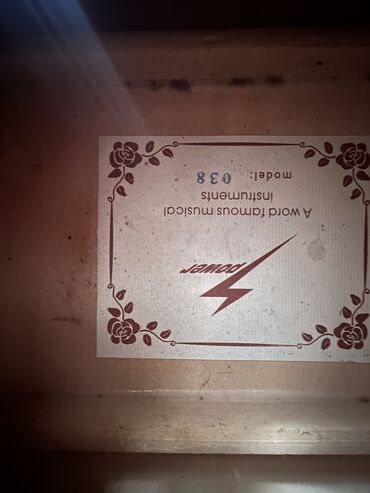 power
A word famous musical
instruments
model: 038